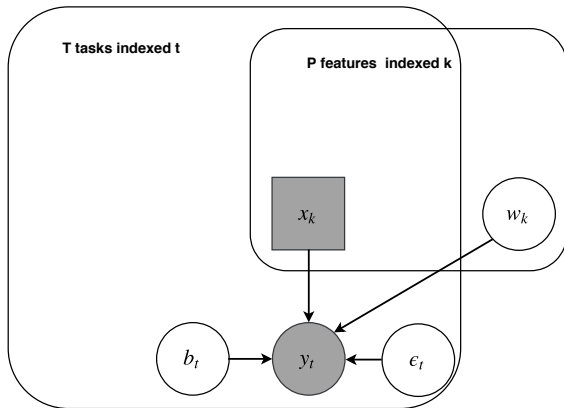 T tasks indexed t
P features indexed k
x_k
w_k
b_t
y_t
ϵ_t